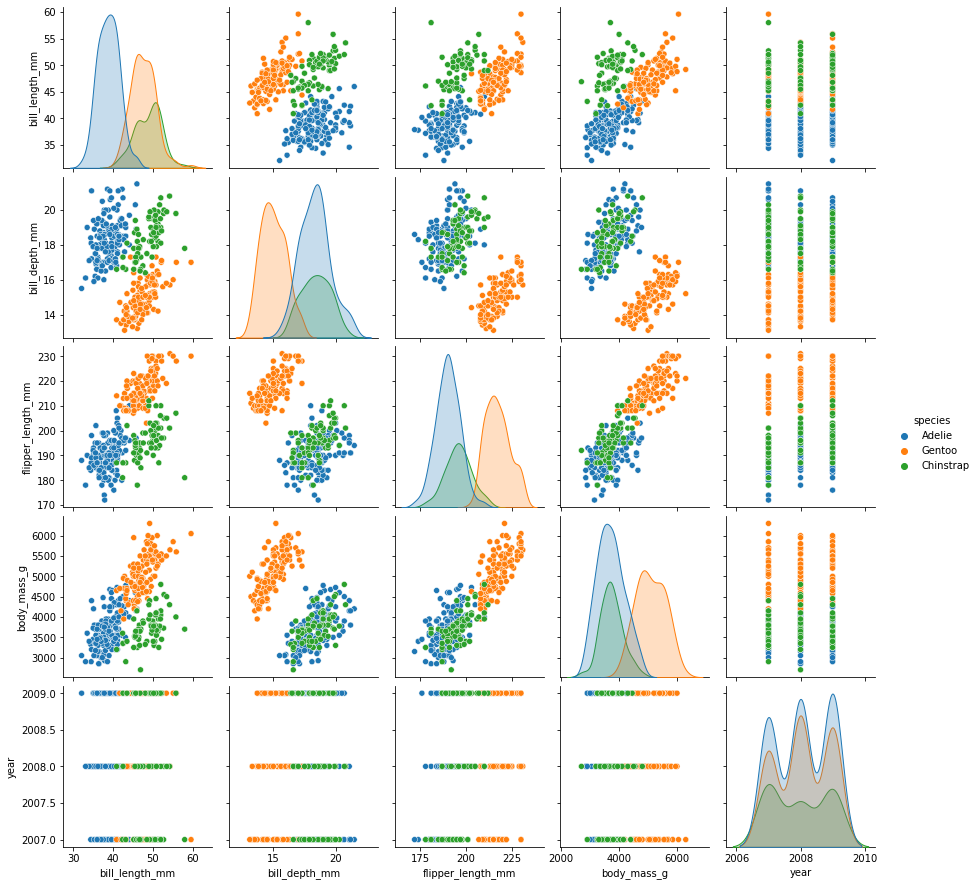 bill_length_mm
60
55
50
45
40
35
bill_depth_mm
20
18
16
14
flipper_length_mm
230
220
210
200
190
180
170
species
Adelie
Gentoo
Chinstrap
body_mass_g
6000
5500
5000
4500
4000
3500
3000
year
2009.0
2008.5
2008.0
2007.5
2007.0
30 40 50 60
bill_length_mm
15 20
bill_depth_mm
175 200 225
flipper_length_mm
2000 4000 6000
body_mass_g
2006 2008 2010
year